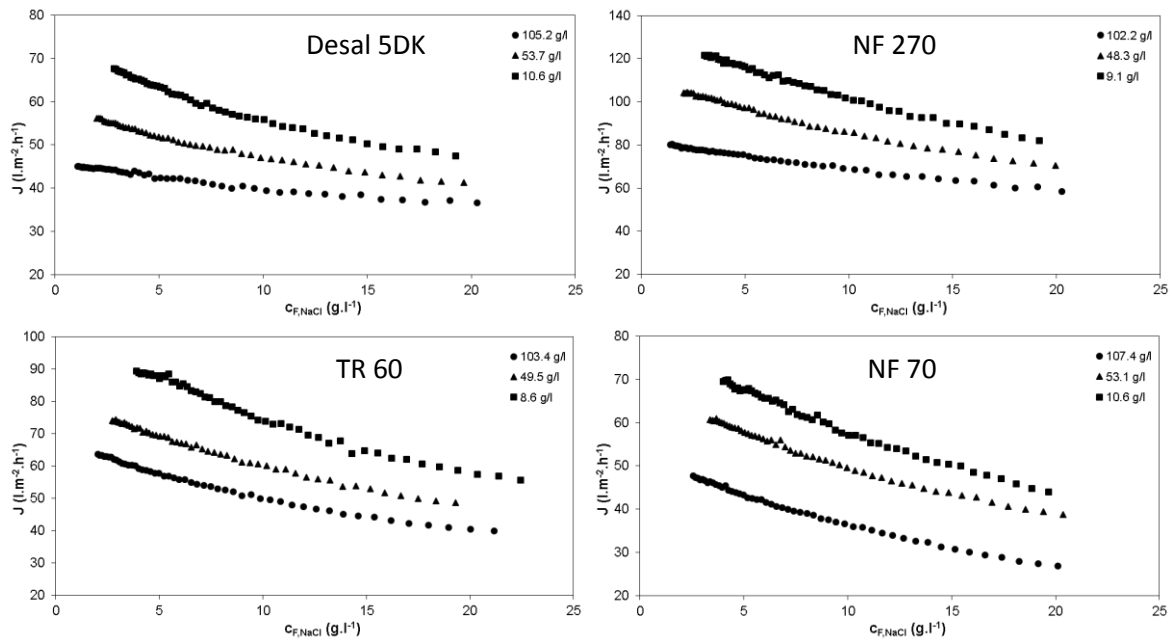 Desal 5DK
105.2 g/l
53.7 g/l
10.6 g/l
J (l.m⁻².h⁻¹)
80
70
60
50
40
30
20
0 5 10 15 20 25
c_F,NaCl (g.l⁻¹)
NF 270
102.2 g/l
48.3 g/l
9.1 g/l
J (l.m⁻².h⁻¹)
140
120
100
80
60
40
20
0 5 10 15 20 25
c_F,NaCl (g.l⁻¹)
TR 60
103.4 g/l
49.5 g/l
8.6 g/l
J (l.m⁻².h⁻¹)
100
90
80
70
60
50
40
30
20
0 5 10 15 20 25
c_F,NaCl (g.l⁻¹)
NF 70
107.4 g/l
53.1 g/l
10.6 g/l
J (l.m⁻².h⁻¹)
80
70
60
50
40
30
20
0 5 10 15 20 25
c_F,NaCl (g.l⁻¹)